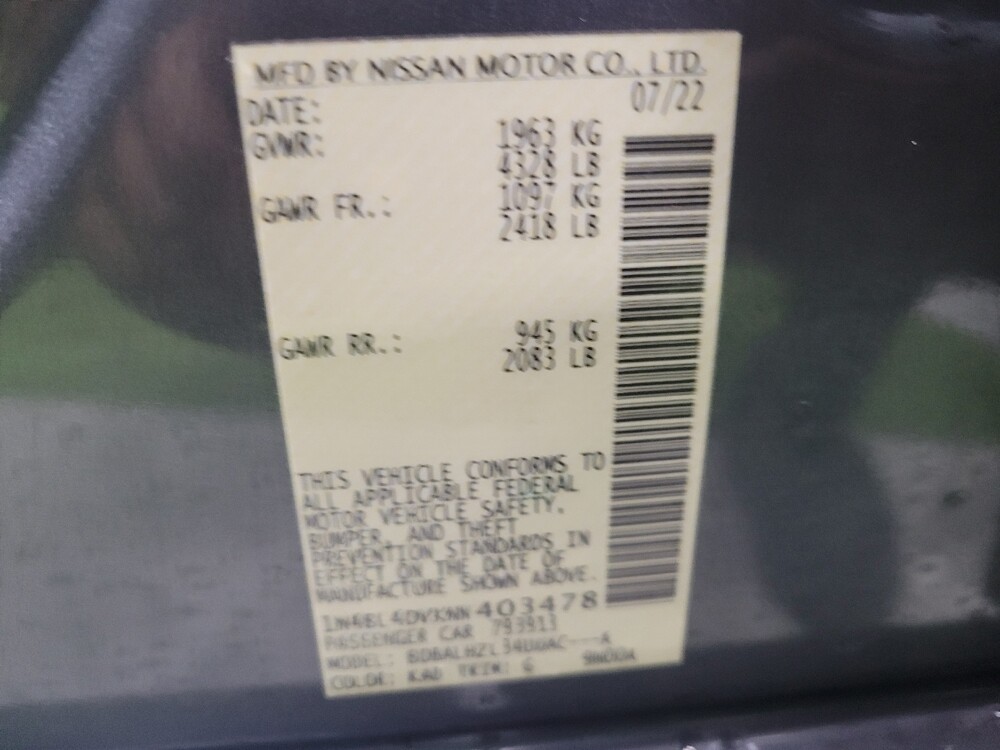 MFD BY NISSAN MOTOR CO., LTD.
DATE: 07/22
GVWR: 1963 KG
4328 LB
GAWR FR.: 1097 KG
2418 LB
GAWR RR.: 945 KG
2083 LB
THIS VEHICLE CONFORMS TO
ALL APPLICABLE FEDERAL
MOTOR VEHICLE SAFETY,
BUMPER, AND THEFT
PREVENTION STANDARDS IN
EFFECT ON THE DATE OF
MANUFACTURE SHOWN ABOVE.
403478
PASSENGER CAR
MODEL:
COLOR: KAD TRIM: G